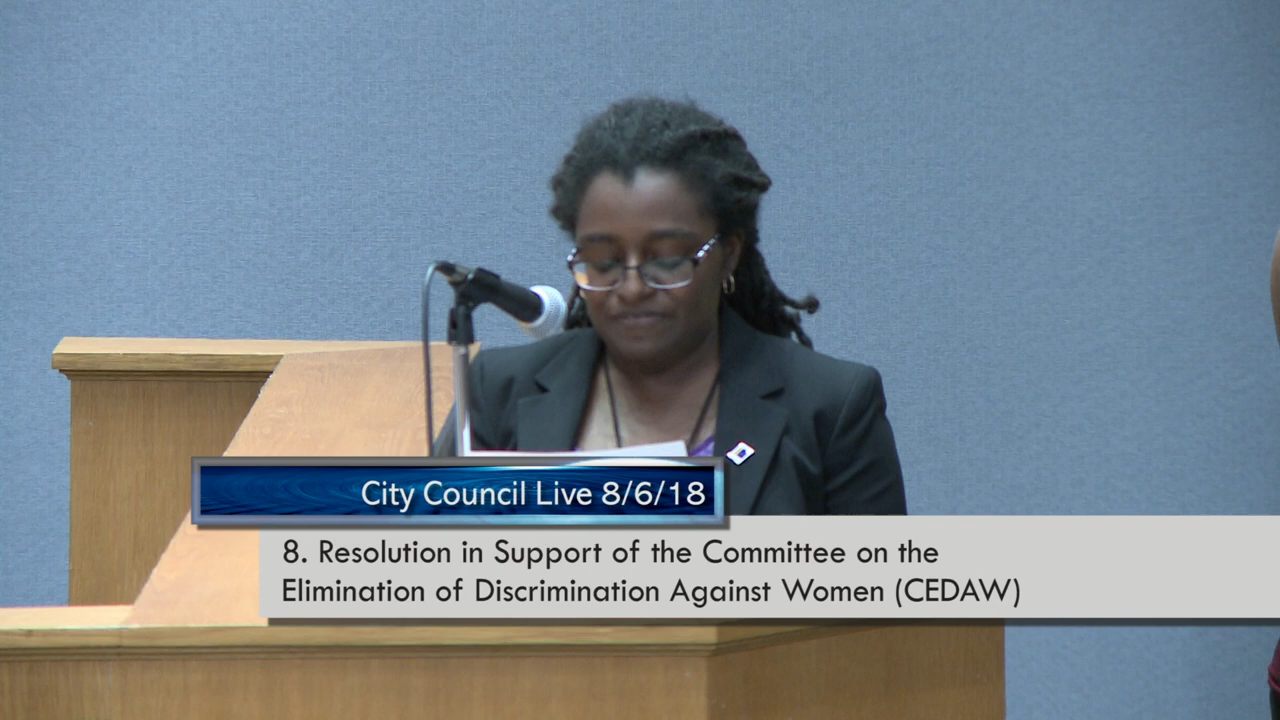 City Council Live 8/6/18
8. Resolution in Support of the Committee on the
Elimination of Discrimination Against Women (CEDAW)